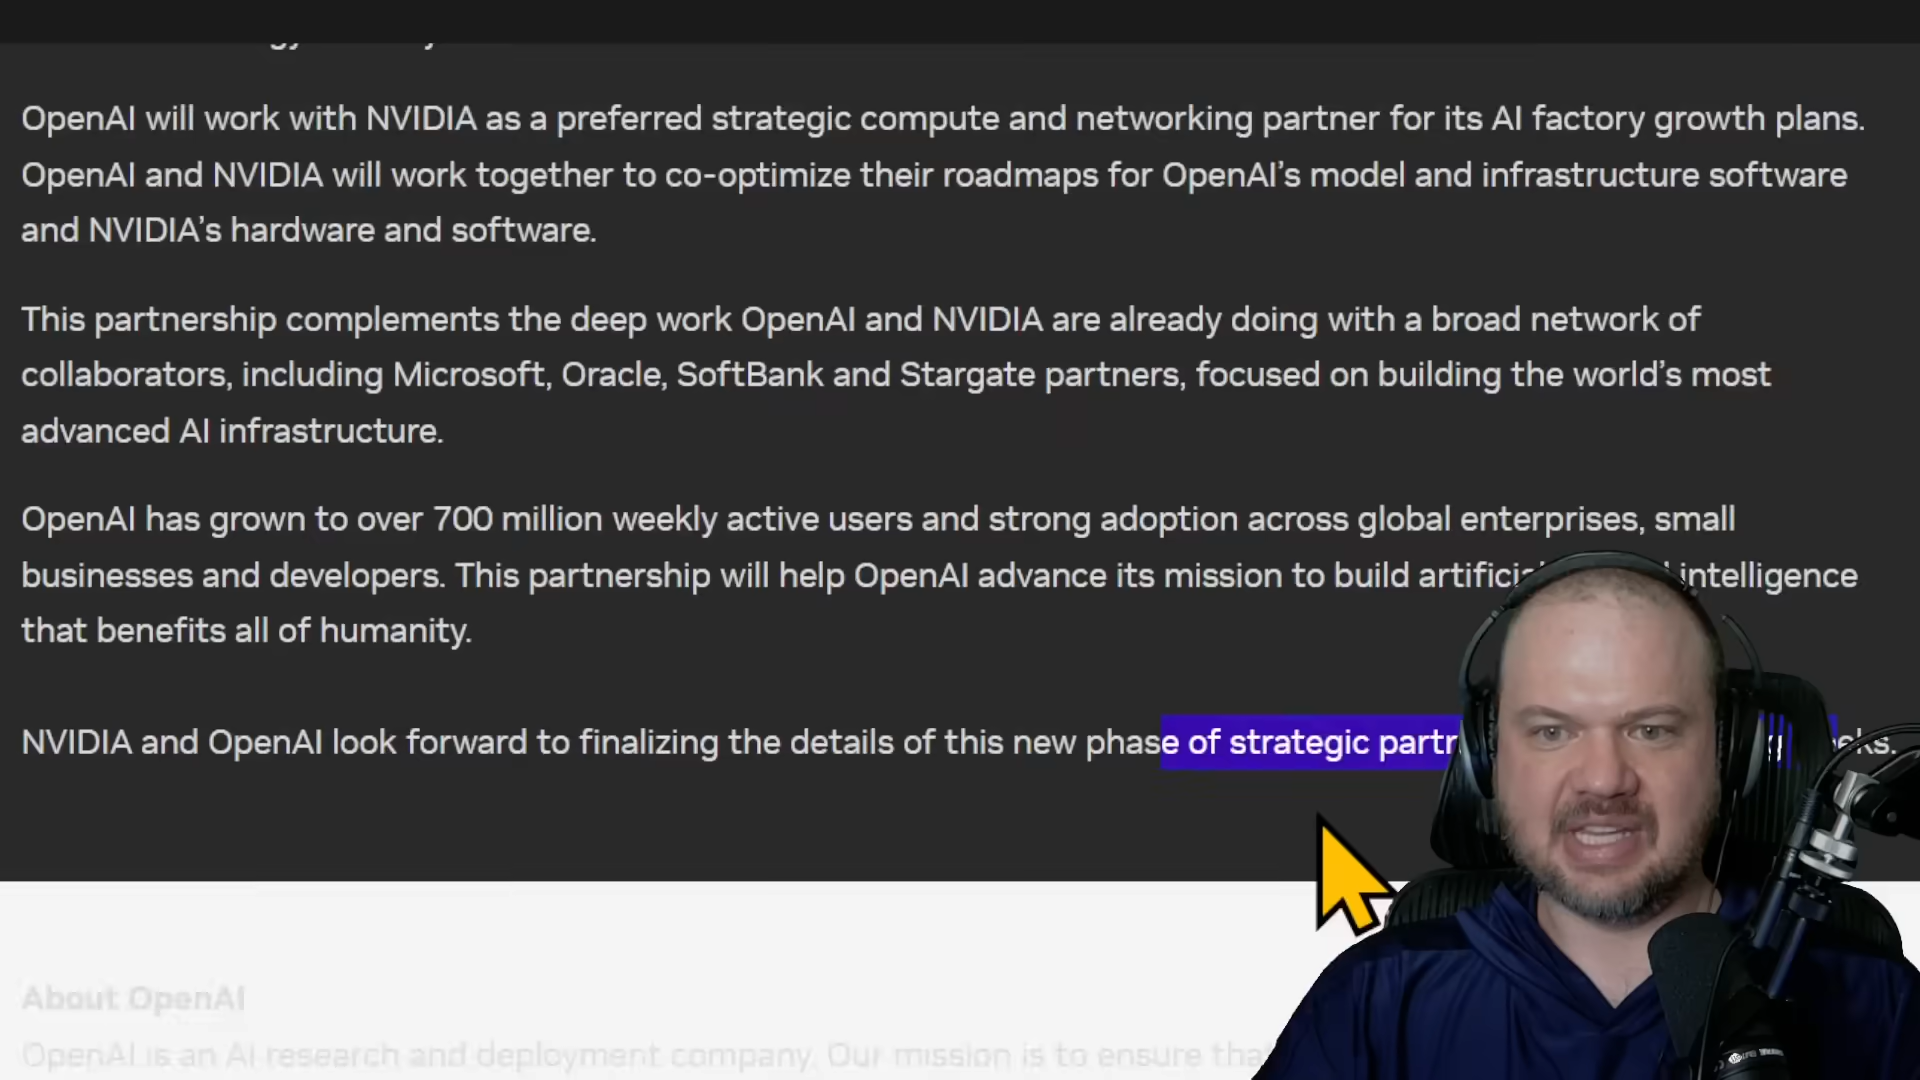 OpenAI will work with NVIDIA as a preferred strategic compute and networking partner for its AI factory growth plans.
OpenAI and NVIDIA will work together to co-optimize their roadmaps for OpenAI’s model and infrastructure software
and NVIDIA’s hardware and software.
This partnership complements the deep work OpenAI and NVIDIA are already doing with a broad network of
collaborators, including Microsoft, Oracle, SoftBank and Stargate partners, focused on building the world’s most
advanced AI infrastructure.
OpenAI has grown to over 700 million weekly active users and strong adoption across global enterprises, small
businesses and developers. This partnership will help OpenAI advance its mission to build intelligence
that benefits all of humanity.
NVIDIA and OpenAI look forward to finalizing the details of this new phase of strategic
About OpenAI
OpenAI is an AI research and deployment company. Our mission is to ensure that